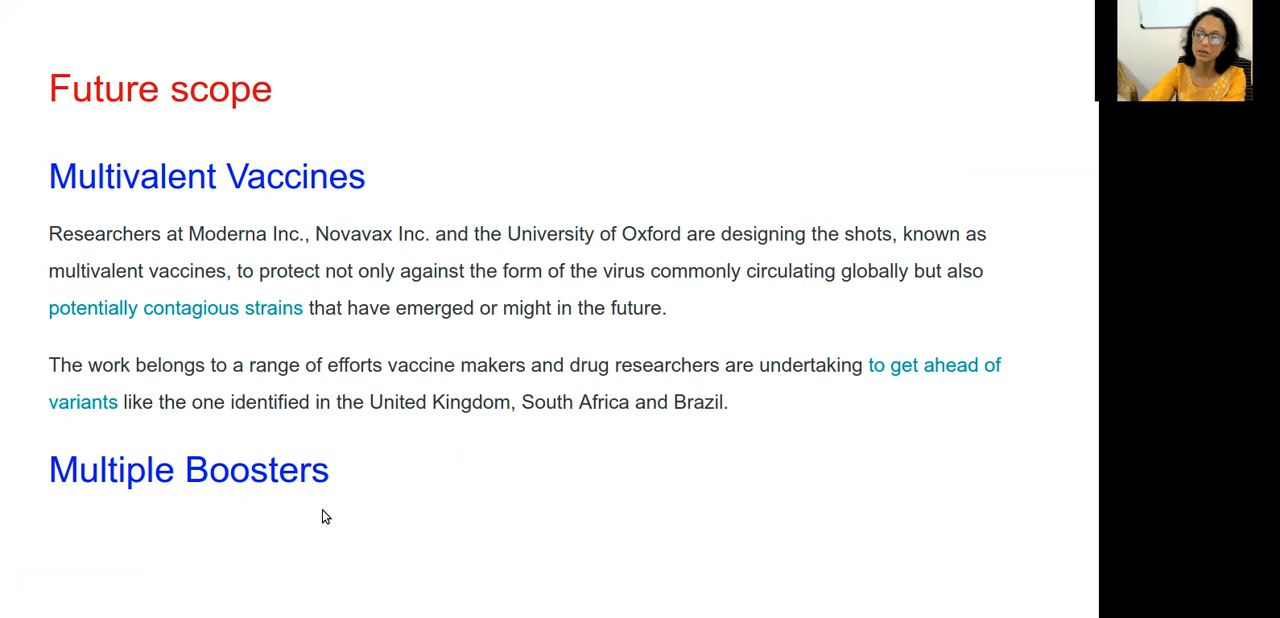 Future scope
Multivalent Vaccines
Researchers at Moderna Inc., Novavax Inc. and the University of Oxford are designing the shots, known as
multivalent vaccines, to protect not only against the form of the virus commonly circulating globally but also
potentially contagious strains that have emerged or might in the future.
The work belongs to a range of efforts vaccine makers and drug researchers are undertaking to get ahead of
variants like the one identified in the United Kingdom, South Africa and Brazil.
Multiple Boosters